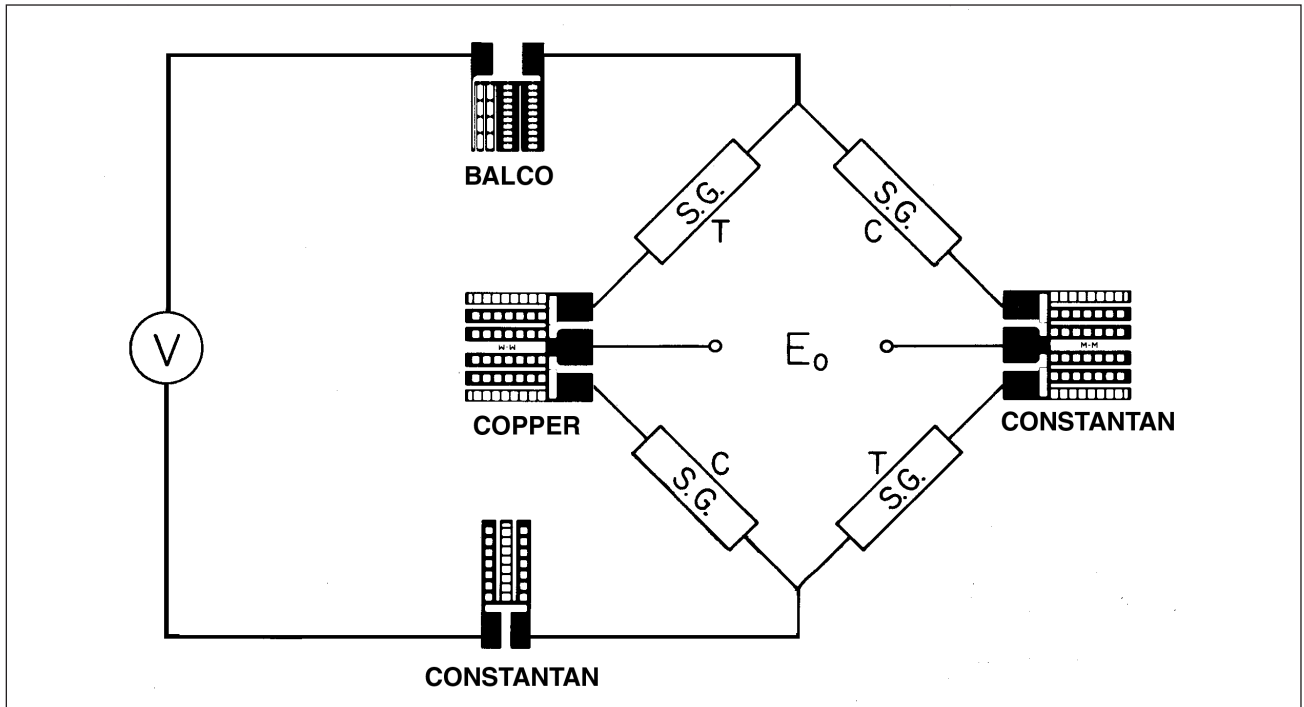 BALCO
S.G.
T
S.G.
C
V
M-M
COPPER
E₀
M-M
CONSTANTAN
C
S.G.
T
S.G.
CONSTANTAN